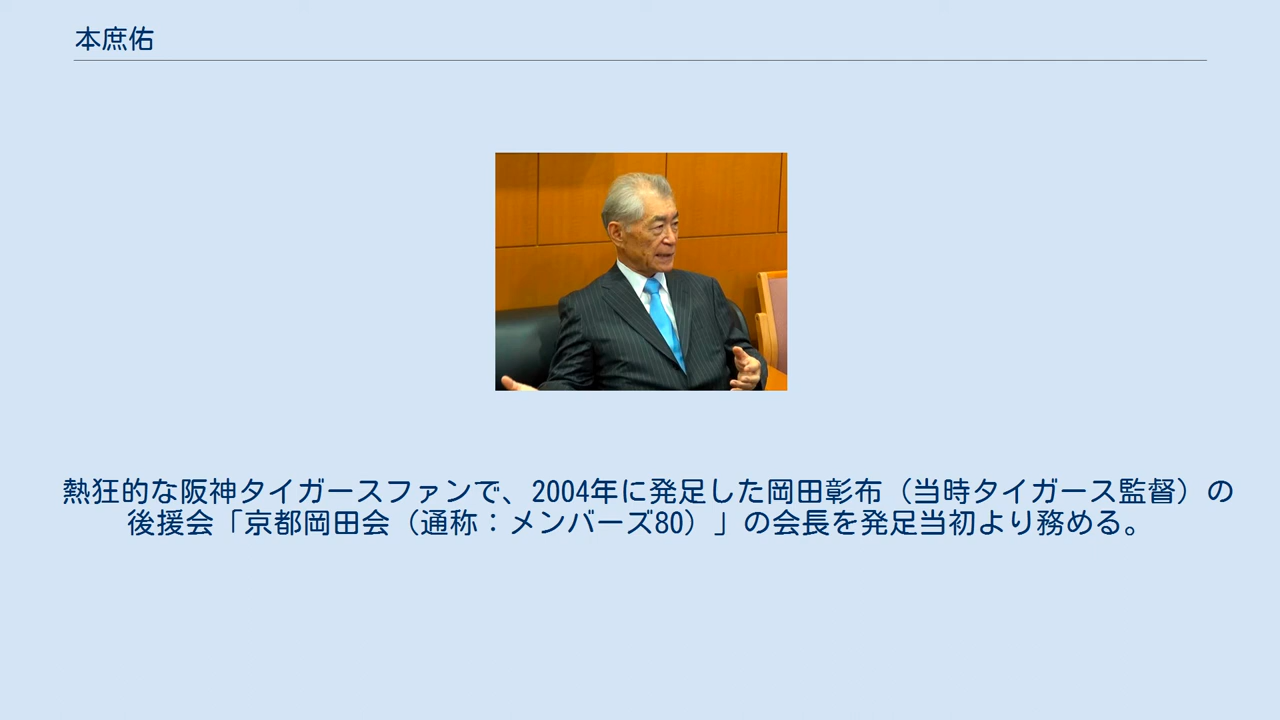 本庶佑
熱狂的な阪神タイガースファンで、2004年に発足した岡田彰布（当時タイガース監督）の
後援会「京都岡田会（通称：メンバーズ80）」の会長を発足当初より務める。